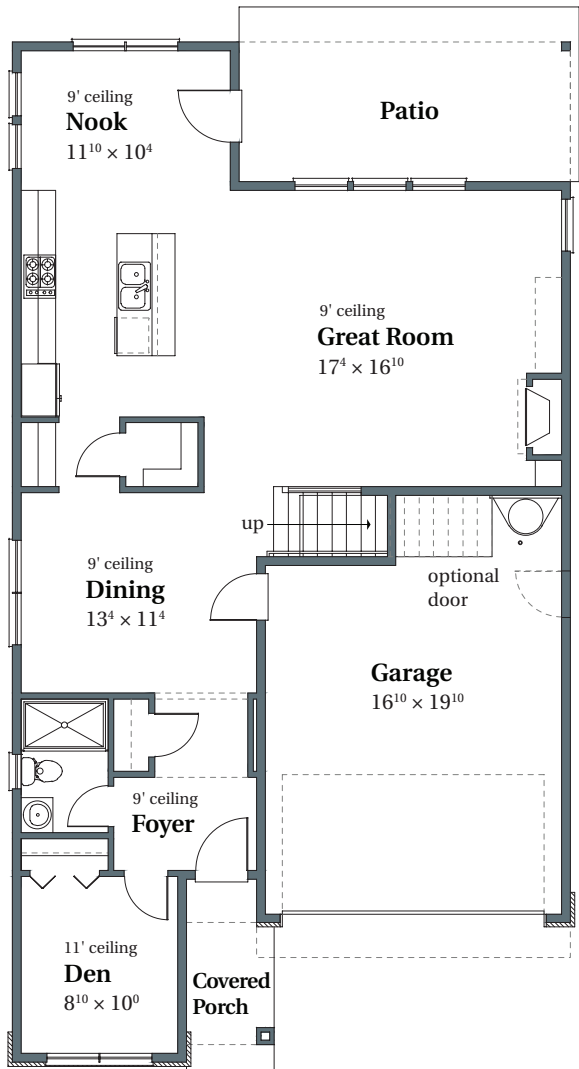 9' ceiling
Nook
11¹⁰ × 10⁴
Patio
9' ceiling
Great Room
17⁴ × 16¹⁰
up
9' ceiling
Dining
13⁴ × 11⁴
optional
door
Garage
16¹⁰ × 19¹⁰
9' ceiling
Foyer
11' ceiling
Den
8¹⁰ × 10⁰
Covered
Porch